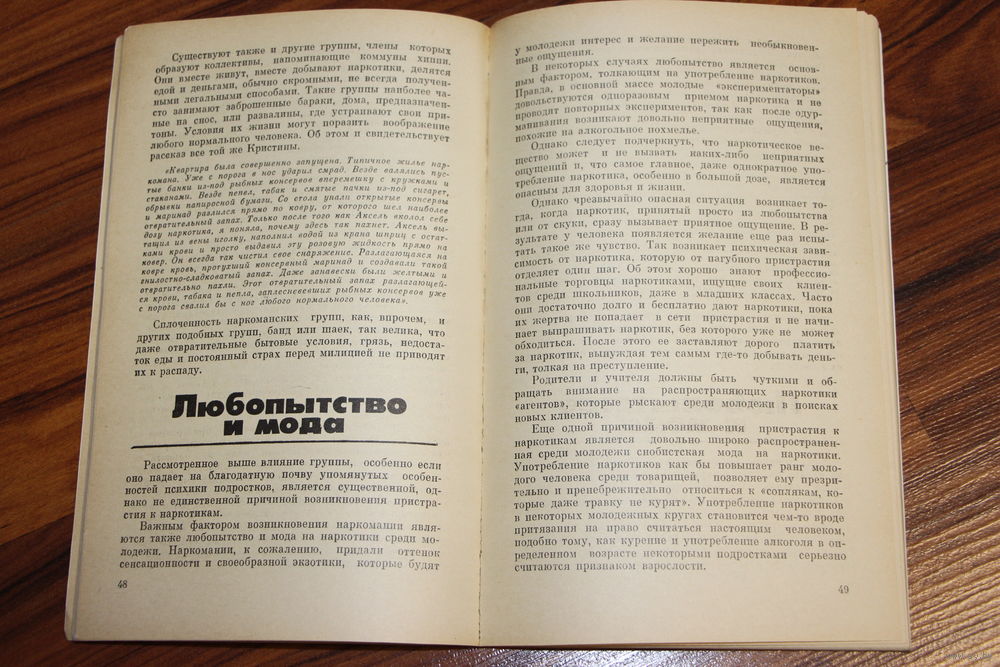 Существуют также и другие группы, члены которых
образуют коллективы, напоминающие коммуны хиппи.
Они вместе живут, вместе добывают наркотики, делятся
едой и деньгами, обычно скромными, не всегда получен-
ными легальными способами. Такие группы наиболее ча-
сто занимают заброшенные бараки, дома, предназначен-
ные на снос, или развалины, где устраивают свои при-
тоны. Условия их жизни могут поразить воображение
любого нормального человека. Об этом и свидетельствует
рассказ все той же Кристины.
«Квартира была совершенно запущена. Типичное жилье нар-
комана. Уже с порога в нос ударил смрад. Везде валялись пус-
тые банки из-под рыбных консервов вперемешку с кружками и
стаканами. Везде пепел, табак и смятые пачки из-под сигарет,
обрывки папиросной бумаги. Со стола упали открытые консервы
и маринад разлился прямо по ковру, от которого шел наиболее
отвратительный запах. Только после того как Аксель вколол себе
дозу наркотика, я поняла, почему здесь так пахнет. Аксель вы-
тащил из вены иголку, наполнил водой из крана шприц с остат-
ками крови и просто выдавил эту розовую жидкость прямо на
ковер. Он всегда так чистил свое снаряжение. Разлагающаяся на
ковре кровь, протухший консервный маринад и создавали такой
гнилостно-сладковатый запах. Даже занавески были желтыми и
отвратительно пахли. Этот отвратительный запах разлагающей-
ся крови, табака и пепла, заплесневевших рыбных консервов уже
с порога свалил бы с ног любого нормального человека».
Сплоченность наркоманских групп, как, впрочем, и
других подобных групп, банд или шаек, так велика, что
даже отвратительные бытовые условия, грязь, недоста-
ток еды и постоянный страх перед милицией не приводят
их к распаду.
Любопытство
и мода
Рассмотренное выше влияние группы, особенно если
оно падает на благодатную почву упомянутых особен-
ностей психики подростков, является существенной, од-
нако не единственной причиной возникновения пристра-
стия к наркотикам.
Важным фактором возникновения наркомании явля-
ются также любопытство и мода на наркотики среди мо-
лодежи. Наркомании, к сожалению, придали оттенок
сенсационности и своеобразной экзотики, которые будят
48
у молодежи интерес и желание пережить необыкновен-
ные ощущения.
В некоторых случаях любопытство является основ-
ным фактором, толкающим на употребление наркотиков.
Правда, в основной массе молодые «экспериментаторы»
довольствуются одноразовым приемом наркотика и не
проводят повторных экспериментов, так как после одур-
манивания возникают довольно неприятные ощущения,
похожие на алкогольное похмелье.
Однако следует подчеркнуть, что наркотическое ве-
щество может и не вызвать каких-либо неприятных
ощущений и, что самое главное, даже однократное упо-
требление наркотика, особенно в большой дозе, является
опасным для здоровья и жизни.
Однако чрезвычайно опасная ситуация возникает то-
гда, когда наркотик, принятый просто из любопытства
или от скуки, сразу вызывает приятное ощущение. В ре-
зультате у человека появляется желание еще раз испы-
тать такое же чувство. Так возникает психическая зави-
симость от наркотика, которую от пагубного пристрастия
отделяет один шаг. Об этом хорошо знают профессио-
нальные торговцы наркотиками, ищущие своих клиен-
тов среди школьников, даже в младших классах. Часто
они достаточно долго и бесплатно дают наркотики, пока
их жертва не попадает в сети пристрастия и не начи-
нает выпрашивать наркотик, без которого уже не может
обходиться. После этого ее заставляют дорого платить
за наркотик, вынуждая тем самым где-то добывать день-
ги, толкая на преступление.
Родители и учителя должны быть чуткими и об-
ращать внимание на распространяющих наркотики
«агентов», которые рыскают среди молодежи в поисках
новых клиентов.
Еще одной причиной возникновения пристрастия к
наркотикам является довольно широко распространен-
ная среди молодежи снобистская мода на наркотики.
Употребление наркотиков как бы повышает ранг моло-
дого человека среди товарищей, позволяет ему презри-
тельно и пренебрежительно относиться к «соплякам, ко-
торые даже травку не курят». Употребление наркотиков
в некоторых молодежных кругах становится чем-то вроде
притязания на право считаться настоящим человеком,
подобно тому, как курение и употребление алкоголя в оп-
ределенном возрасте некоторыми подростками серьезно
считаются признаком взрослости.
49